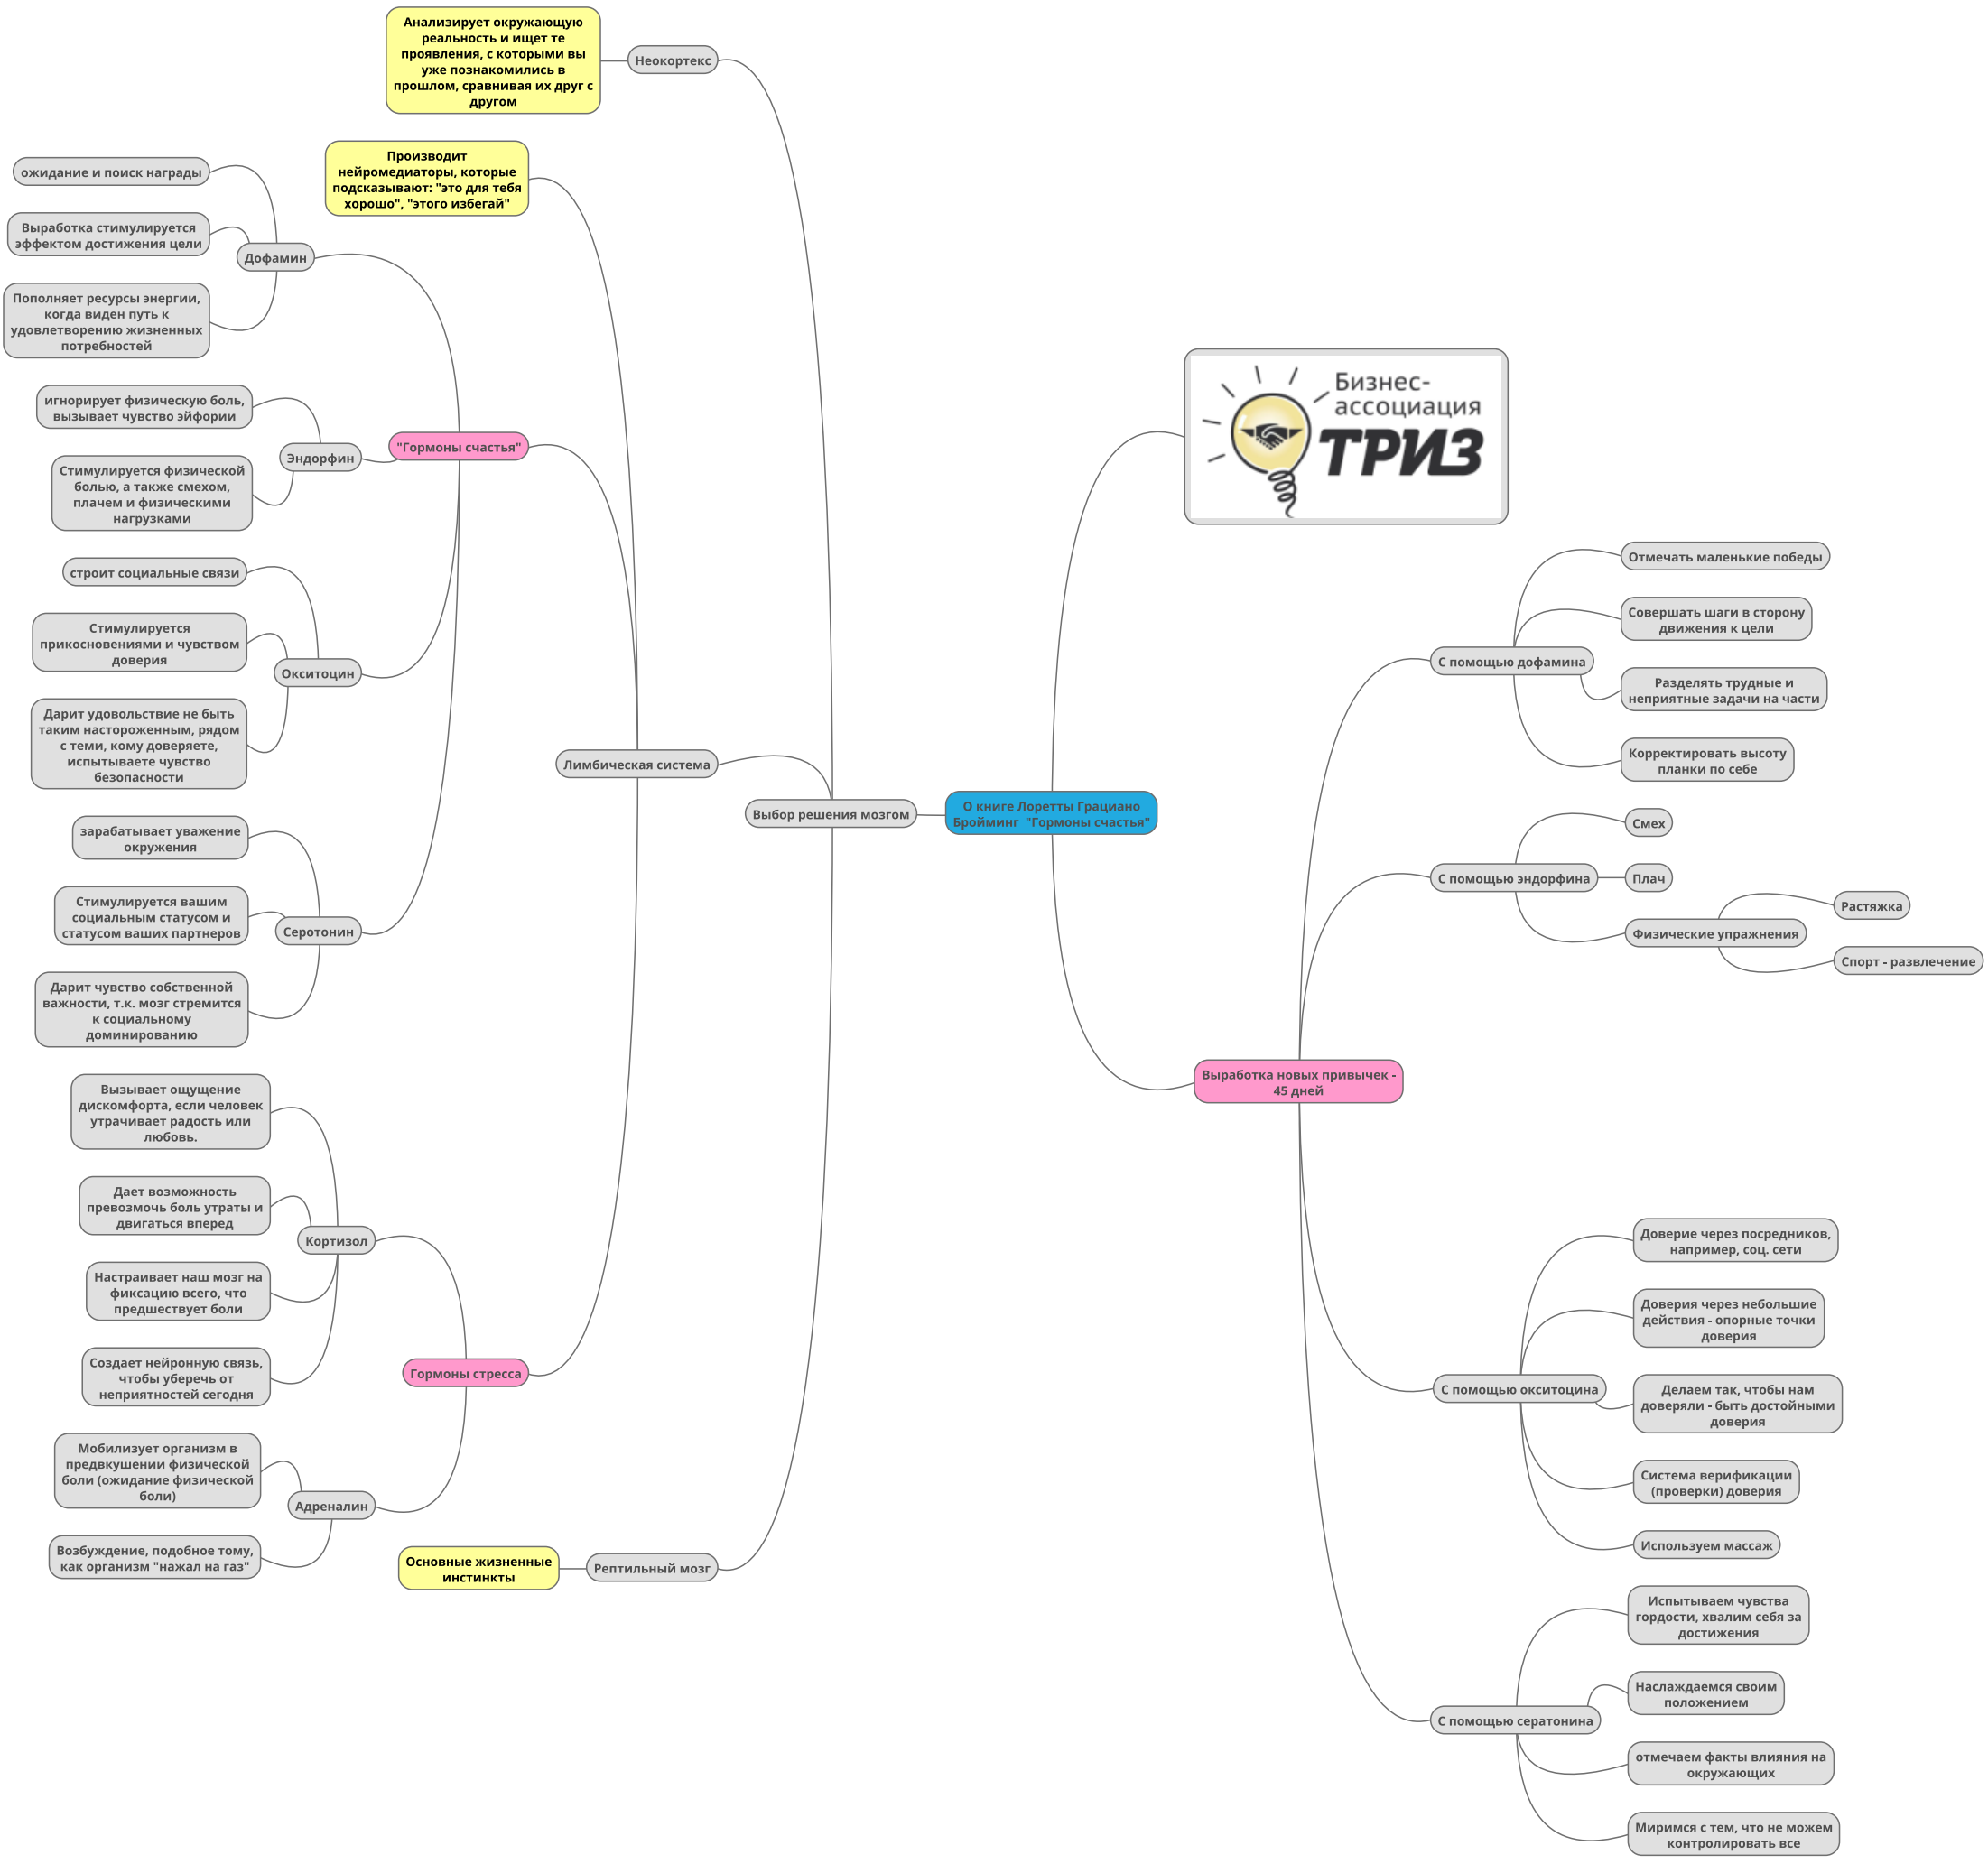 Анализирует окружающую
реальность и ищет те
проявления, с которыми вы
уже познакомились в
прошлом, сравнивая их друг с
другом
Неокортекс
Производит
нейромедиаторы, которые
подсказывают: "это для тебя
хорошо", "этого избегай"
ожидание и поиск награды
Выработка стимулируется
эффектом достижения цели
Дофамин
Пополняет ресурсы энергии,
когда виден путь к
удовлетворению жизненных
потребностей
игнорирует физическую боль,
вызывает чувство эйфории
"Гормоны счастья"
Эндорфин
Стимулируется физической
болью, а также смехом,
плачем и физическими
нагрузками
строит социальные связи
Стимулируется
прикосновениями и чувством
доверия
Окситоцин
Дарит удовольствие не быть
таким настороженным, рядом
с теми, кому доверяете,
испытываете чувство
безопасности
Лимбическая система
Выбор решения мозгом
зарабатывает уважение
окружения
Стимулируется вашим
социальным статусом и
статусом ваших партнеров
Серотонин
Дарит чувство собственной
важности, т.к. мозг стремится
к социальному
доминированию
Вызывает ощущение
дискомфорта, если человек
утрачивает радость или
любовь.
Дает возможность
превозмочь боль утраты и
двигаться вперед
Кортизол
Настраивает наш мозг на
фиксацию всего, что
предшествует боли
Создает нейронную связь,
чтобы уберечь от
неприятностей сегодня
Гормоны стресса
Мобилизует организм в
предвкушении физической
боли (ожидание физической
боли)
Адреналин
Возбуждение, подобное тому,
как организм "нажал на газ"
Основные жизненные
инстинкты
Рептильный мозг
О книге Лоретты Грациано
Бройминг "Гормоны счастья"
Бизнес-
ассоциация
ТРИЗ
Отмечать маленькие победы
Совершать шаги в сторону
движения к цели
С помощью дофамина
Разделять трудные и
неприятные задачи на части
Корректировать высоту
планки по себе
Смех
С помощью эндорфина
Плач
Растяжка
Физические упражнения
Спорт - развлечение
Выработка новых привычек -
45 дней
Доверие через посредников,
например, соц. сети
Доверия через небольшие
действия - опорные точки
доверия
С помощью окситоцина
Делаем так, чтобы нам
доверяли - быть достойными
доверия
Система верификации
(проверки) доверия
Используем массаж
Испытываем чувства
гордости, хвалим себя за
достижения
Наслаждаемся своим
положением
С помощью сератонина
отмечаем факты влияния на
окружающих
Миримся с тем, что не можем
контролировать все